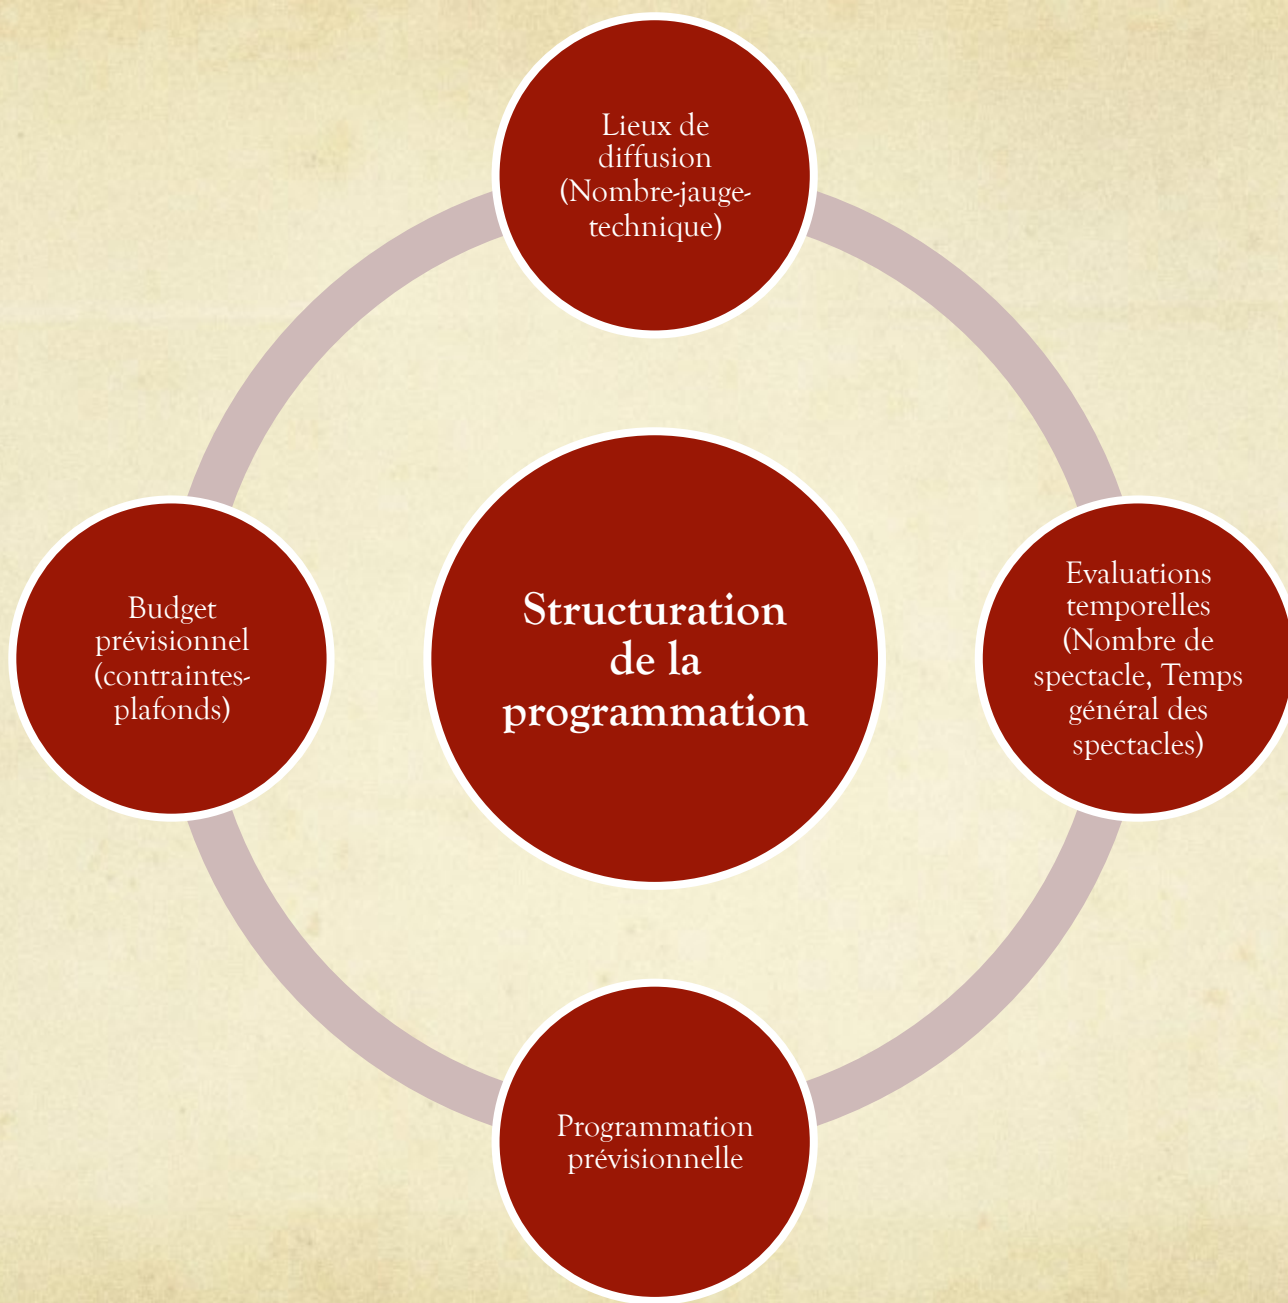 Lieux de
diffusion
(Nombre-jauge-
technique)
Budget
prévisionnel
(contraintes-
plafonds)
Structuration
de la
programmation
Evaluations
temporelles
(Nombre de
spectacle, Temps
général des
spectacles)
Programmation
prévisionnelle